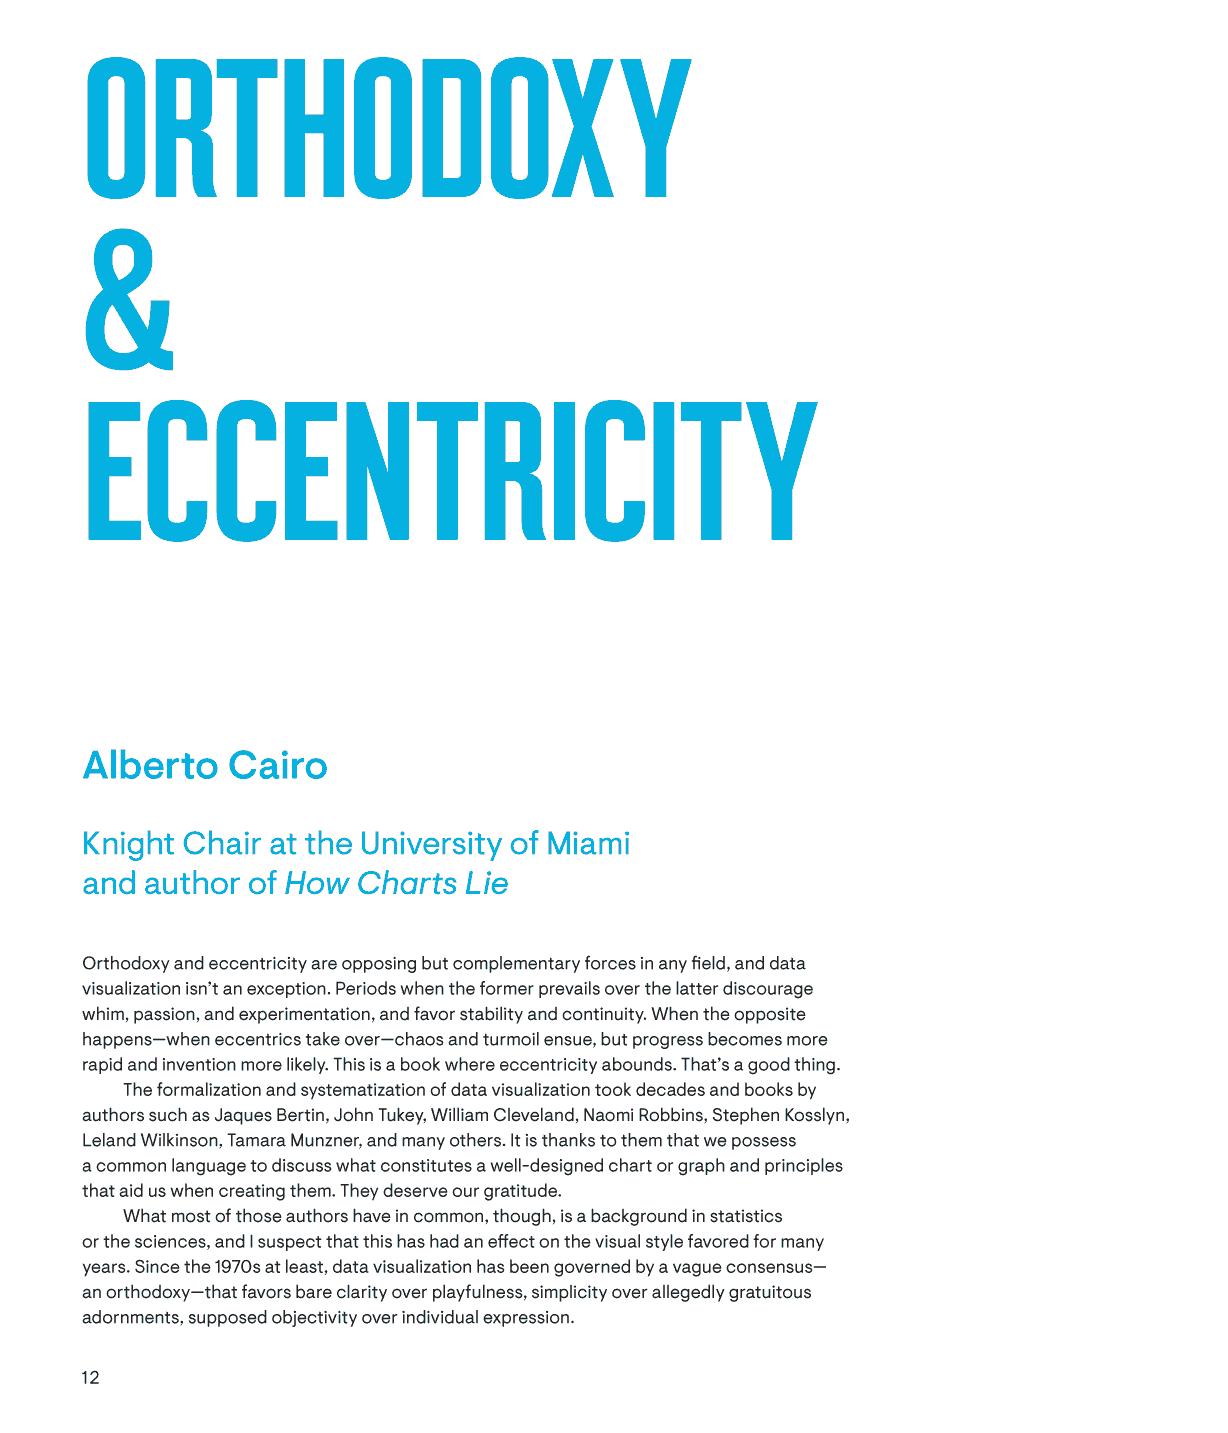 ORTHODOXY
&
ECCENTRICITY
Alberto Cairo
Knight Chair at the University of Miami
and author of How Charts Lie
Orthodoxy and eccentricity are opposing but complementary forces in any field, and data
visualization isn’t an exception. Periods when the former prevails over the latter discourage
whim, passion, and experimentation, and favor stability and continuity. When the opposite
happens—when eccentrics take over—chaos and turmoil ensue, but progress becomes more
rapid and invention more likely. This is a book where eccentricity abounds. That’s a good thing.
The formalization and systematization of data visualization took decades and books by
authors such as Jaques Bertin, John Tukey, William Cleveland, Naomi Robbins, Stephen Kosslyn,
Leland Wilkinson, Tamara Munzner, and many others. It is thanks to them that we possess
a common language to discuss what constitutes a well-designed chart or graph and principles
that aid us when creating them. They deserve our gratitude.
What most of those authors have in common, though, is a background in statistics
or the sciences, and I suspect that this has had an effect on the visual style favored for many
years. Since the 1970s at least, data visualization has been governed by a vague consensus—
an orthodoxy—that favors bare clarity over playfulness, simplicity over allegedly gratuitous
adornments, supposed objectivity over individual expression.
12